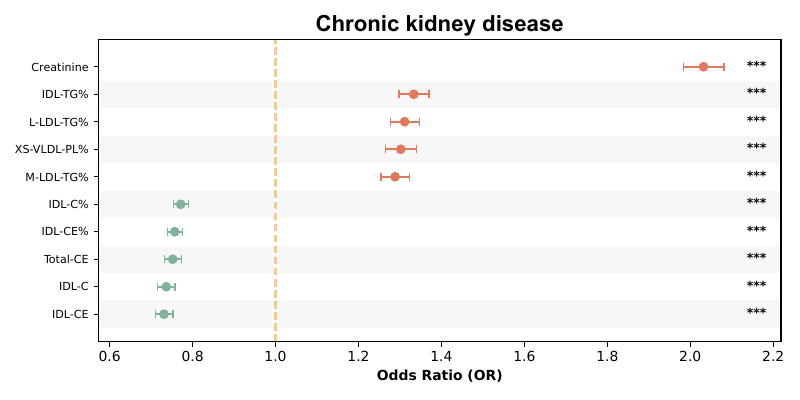 Chronic kidney disease
Creatinine ***
IDL-TG% ***
L-LDL-TG% ***
XS-VLDL-PL% ***
M-LDL-TG% ***
IDL-C% ***
IDL-CE% ***
Total-CE ***
IDL-C ***
IDL-CE ***
0.6 0.8 1.0 1.2 1.4 1.6 1.8 2.0 2.2
Odds Ratio (OR)